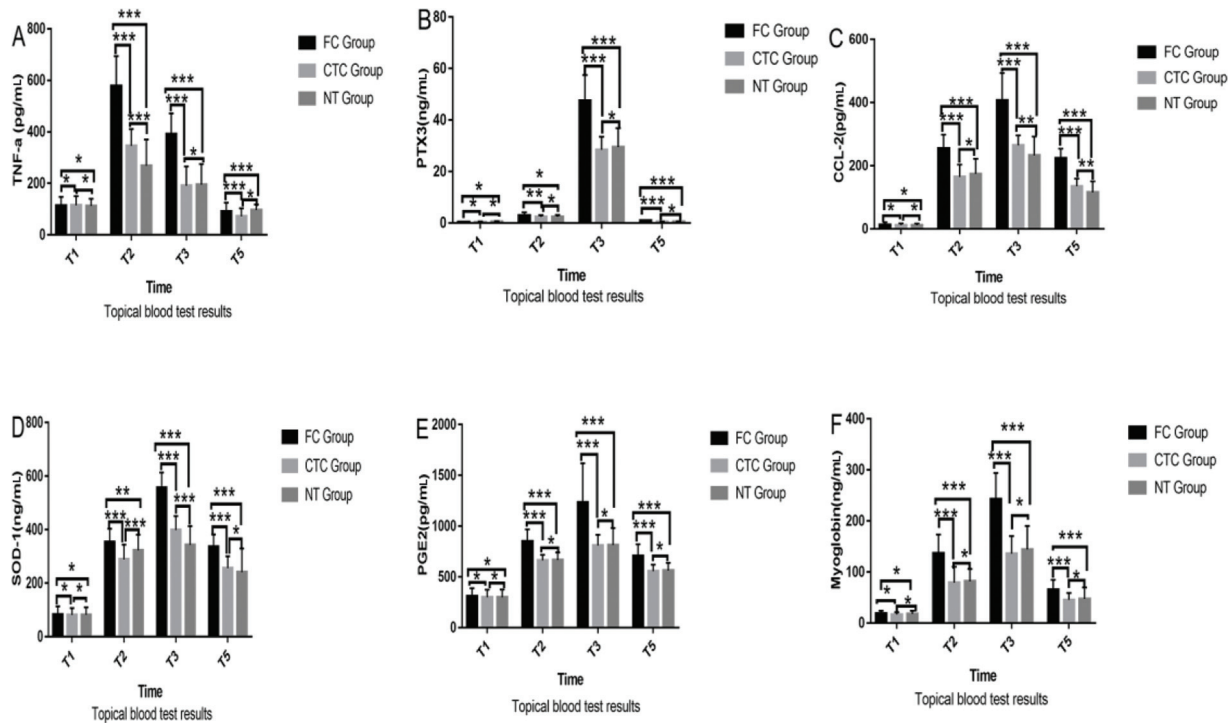 A
TNF-a (pg/mL)
800
600
400
200
0
***
***
***
***
***
*
*
*
*
***
***
***
*
T1
T2
T3
T5
Time
Topical blood test results
FC Group
CTC Group
NT Group
B
PTX3(ng/mL)
80
60
40
20
0
*
*
*
*
**
*
***
***
*
***
***
*
T1
T2
T3
T5
Time
Topical blood test results
FC Group
CTC Group
NT Group
C
CCL-2(pg/mL)
600
400
200
0
*
*
*
***
***
*
***
***
**
***
***
**
T1
T2
T3
T5
Time
Topical blood test results
FC Group
CTC Group
NT Group
D
SOD-1(ng/mL)
800
600
400
200
0
*
*
*
**
***
***
***
***
***
***
***
*
T1
T2
T3
T5
Time
Topical blood test results
FC Group
CTC Group
NT Group
E
PGE2(pg/mL)
2000
1500
1000
500
0
*
*
*
***
***
*
***
***
*
***
***
*
T1
T2
T3
T5
Time
Topical blood test results
FC Group
CTC Group
NT Group
F
Myoglobin(ng/mL)
400
300
200
100
0
*
*
*
***
***
*
***
***
*
***
***
*
T1
T2
T3
T5
Time
Topical blood test results
FC Group
CTC Group
NT Group